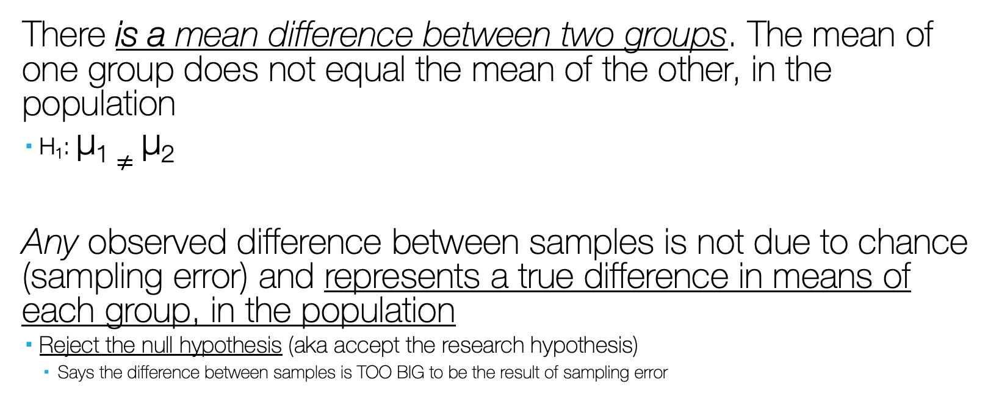 There is a mean difference between two groups. The mean of
one group does not equal the mean of the other, in the
population
▪ H₁: μ₁ ≠ μ₂
Any observed difference between samples is not due to chance
(sampling error) and represents a true difference in means of
each group, in the population
▪ Reject the null hypothesis (aka accept the research hypothesis)
▪ Says the difference between samples is TOO BIG to be the result of sampling error